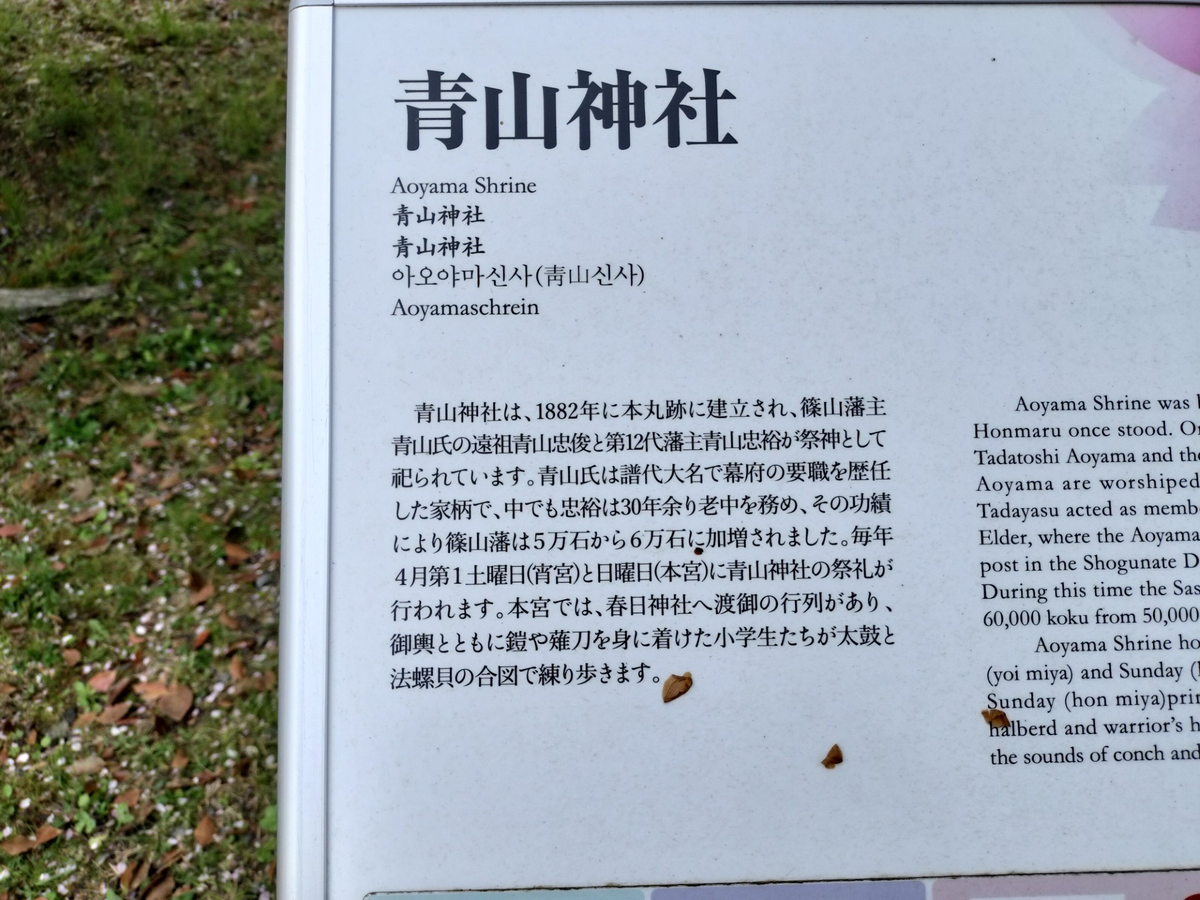 青山神社
Aoyama Shrine
青山神社
青山神社
아오야마신사(靑山신사)
Aoyamaschrein
青山神社は、1882年に本丸跡に建立され、篠山藩主
青山氏の遠祖青山忠俊と第12代藩主青山忠裕が祭神として
祀られています。青山氏は譜代大名で幕府の要職を歴任
した家柄で、中でも忠裕は30年余り老中を務め、その功績
により篠山藩は5万石から6万石に加増されました。毎年
4月第1土曜日(宵宮)と日曜日(本宮)に青山神社の祭礼が
行われます。本宮では、春日神社へ渡御の行列があり、
御輿とともに鎧や薙刀を身に着けた小学生たちが太鼓と
法螺貝の合図で練り歩きます。
Aoyama Shrine was
Honmaru once stood.
Tadatoshi Aoyama and the
Aoyama are worshiped
Tadayasu acted as memb
Elder, where the Aoyama
post in the Shogunate D
During this time the Sas
60,000 koku from 50,000
Aoyama Shrine ho
(yoi miya) and Sunday (
Sunday (hon miya)prin
halberd and warrior's h
the sounds of conch and